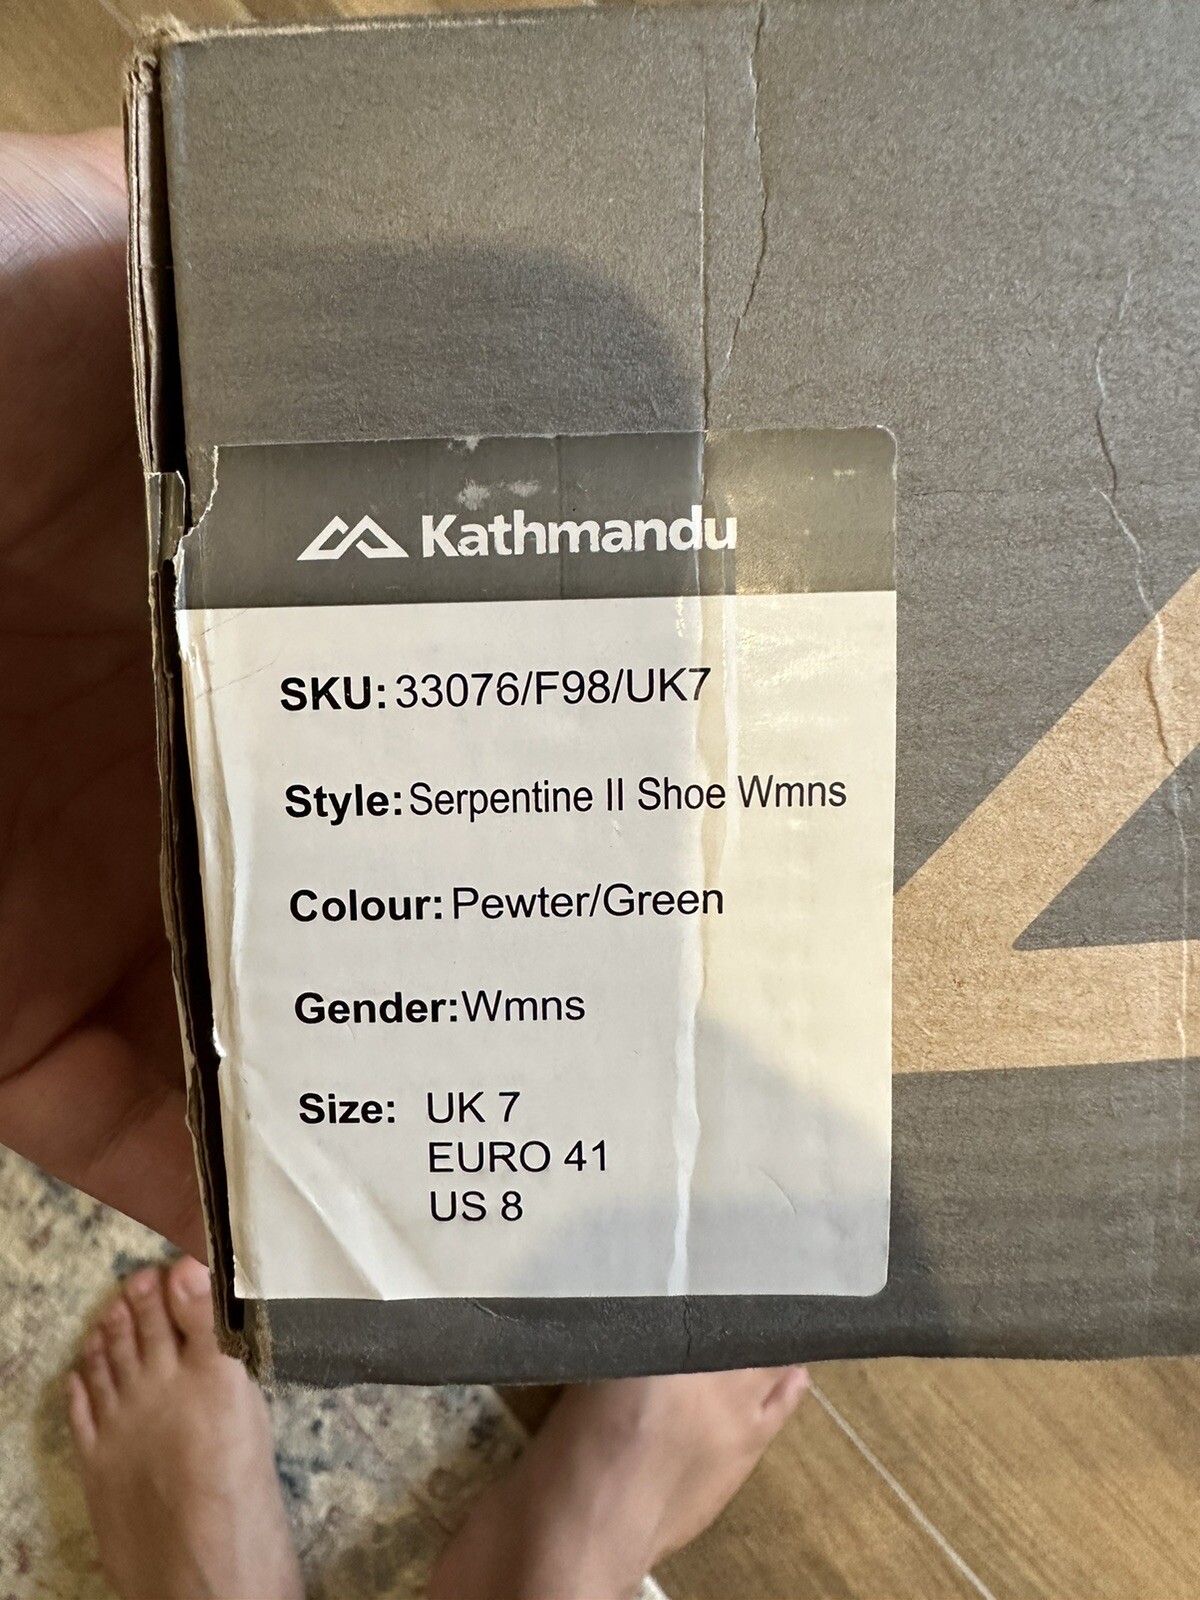 Kathmandu
SKU: 33076/F98/UK7
Style: Serpentine II Shoe Wmns
Colour: Pewter/Green
Gender: Wmns
Size: UK 7
EURO 41
US 8